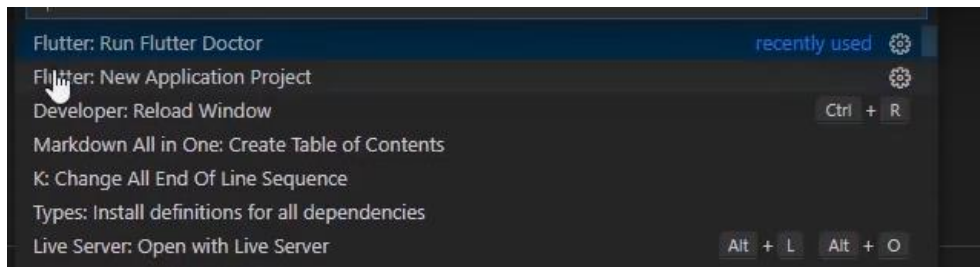 Flutter: Run Flutter Doctor recently used
Flutter: New Application Project
Developer: Reload Window Ctrl + R
Markdown All in One: Create Table of Contents
K: Change All End Of Line Sequence
Types: Install definitions for all dependencies
Live Server: Open with Live Server Alt + L Alt + O